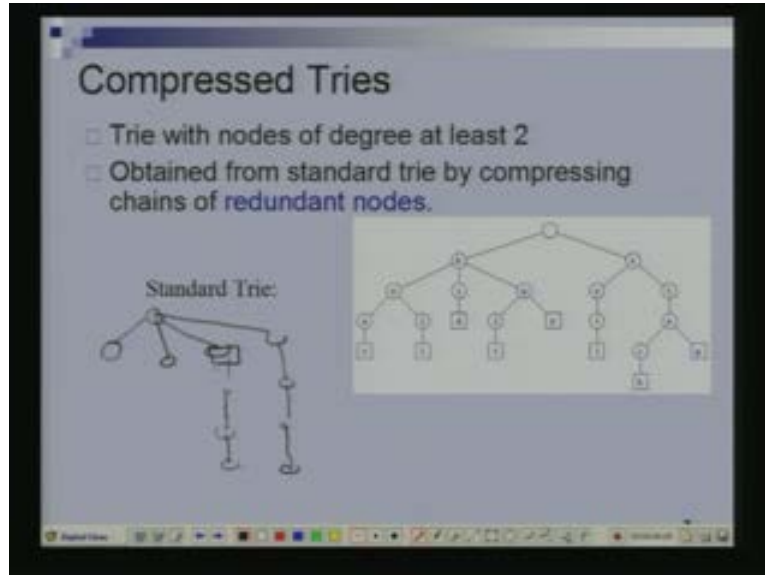 Compressed Tries
Trie with nodes of degree at least 2
Obtained from standard trie by compressing
chains of redundant nodes.
Standard Trie: